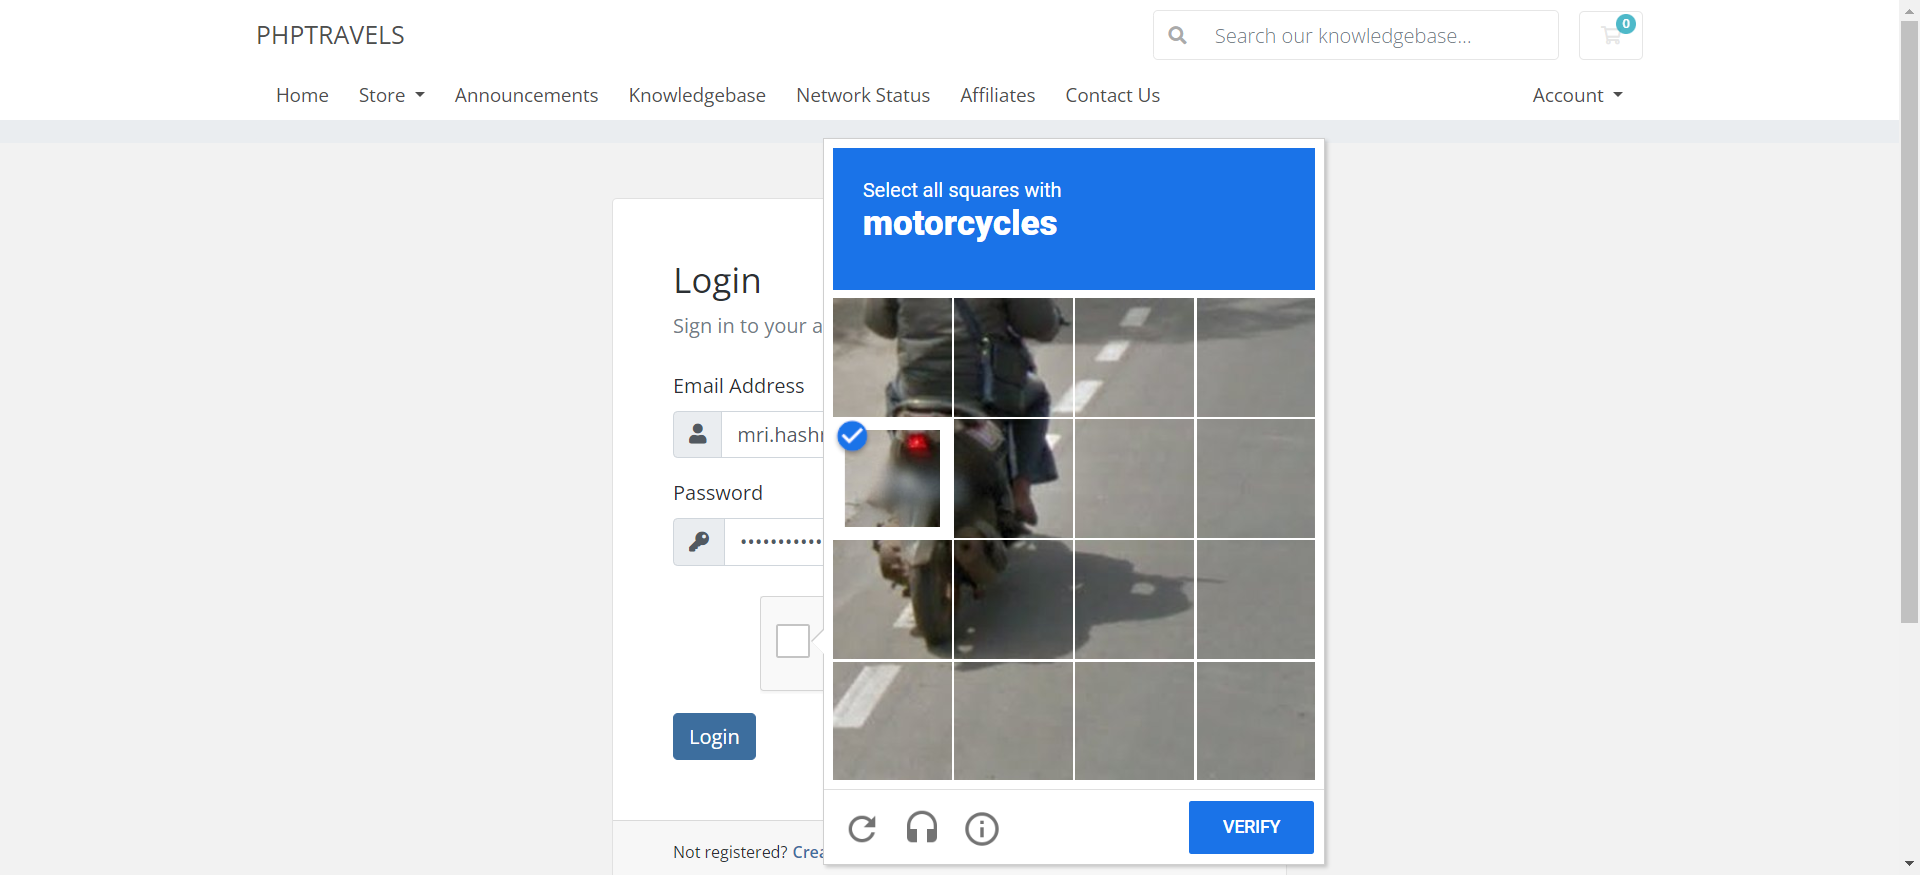 PHPTRAVELS
Search our knowledgebase...
0
Home
Store
Announcements
Knowledgebase
Network Status
Affiliates
Contact Us
Account
Select all squares with
motorcycles
Login
Sign in to your a
Email Address
mri.hash
Password
Login
VERIFY
Not registered? Crea